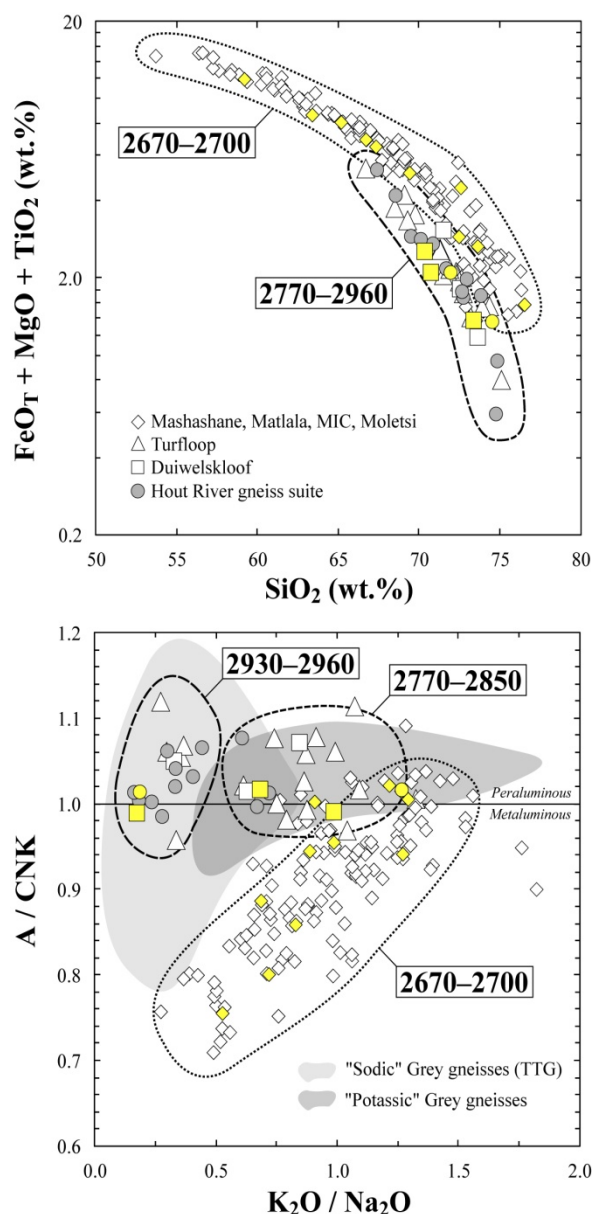 20
2670–2700
2.0
2770–2960
FeOT + MgO + TiO2 (wt.%)
Mashashane, Matlala, MIC, Moletsi
Turfloop
Duiwelskloof
Hout River gneiss suite
0.2
50 55 60 65 70 75 80
SiO2 (wt.%)
1.2
2930–2960
2770–2850
1.1
1.0
Peraluminous
Metaluminous
A / CNK
0.9
0.8
2670–2700
0.7
"Sodic" Grey gneisses (TTG)
"Potassic" Grey gneisses
0.6
0.0 0.5 1.0 1.5 2.0
K2O / Na2O